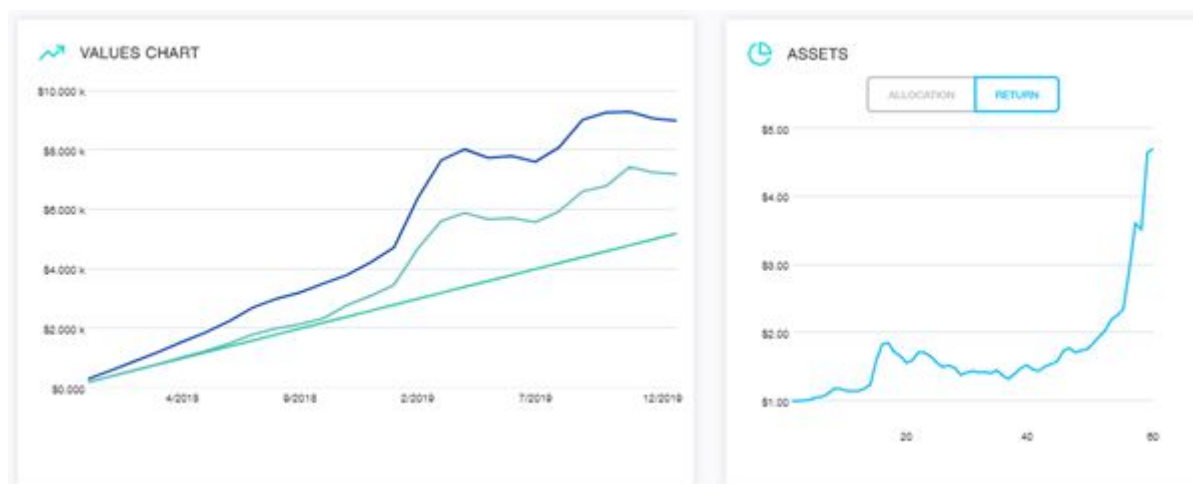 VALUES CHART
$10.000 k
$8.000 k
$6.000 k
$4.000 k
$2.000 k
$0.000
4/2018
9/2018
2/2019
7/2019
12/2019
ASSETS
ALLOCATION
RETURN
$5.00
$4.00
$3.00
$2.00
$1.00
20
40
60